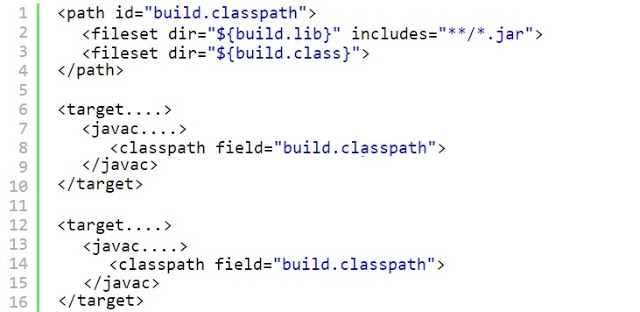 1 <path id="build.classpath">
2 <fileset dir="${build.lib}" includes="**/*.jar">
3 <fileset dir="${build.class}">
4 </path>
5
6 <target....>
7 <javac....>
8 <classpath field="build.classpath">
9 </javac>
10 </target>
11
12 <target....>
13 <javac....>
14 <classpath field="build.classpath">
15 </javac>
16 </target>